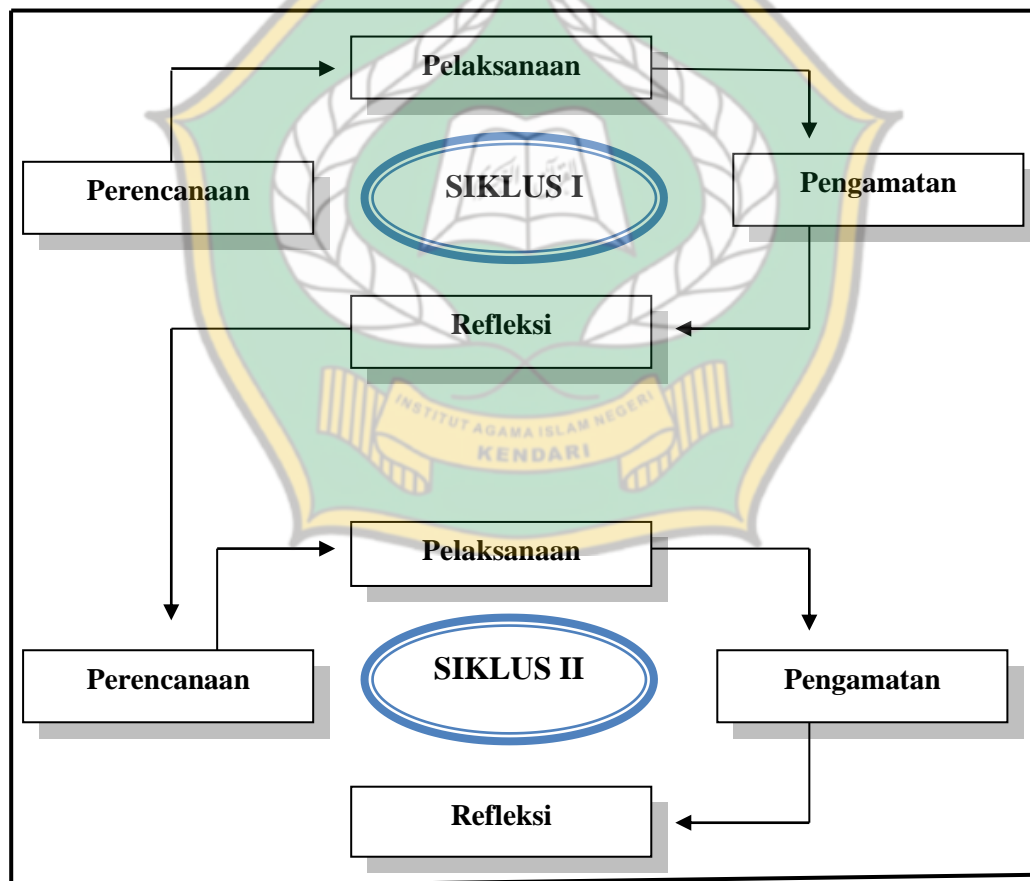 Pelaksanaan
Perencanaan
SIKLUS I
Pengamatan
Refleksi
INSTITUT AGAMA ISLAM NEGERI
KENDARI
Pelaksanaan
Perencanaan
SIKLUS II
Pengamatan
Refleksi